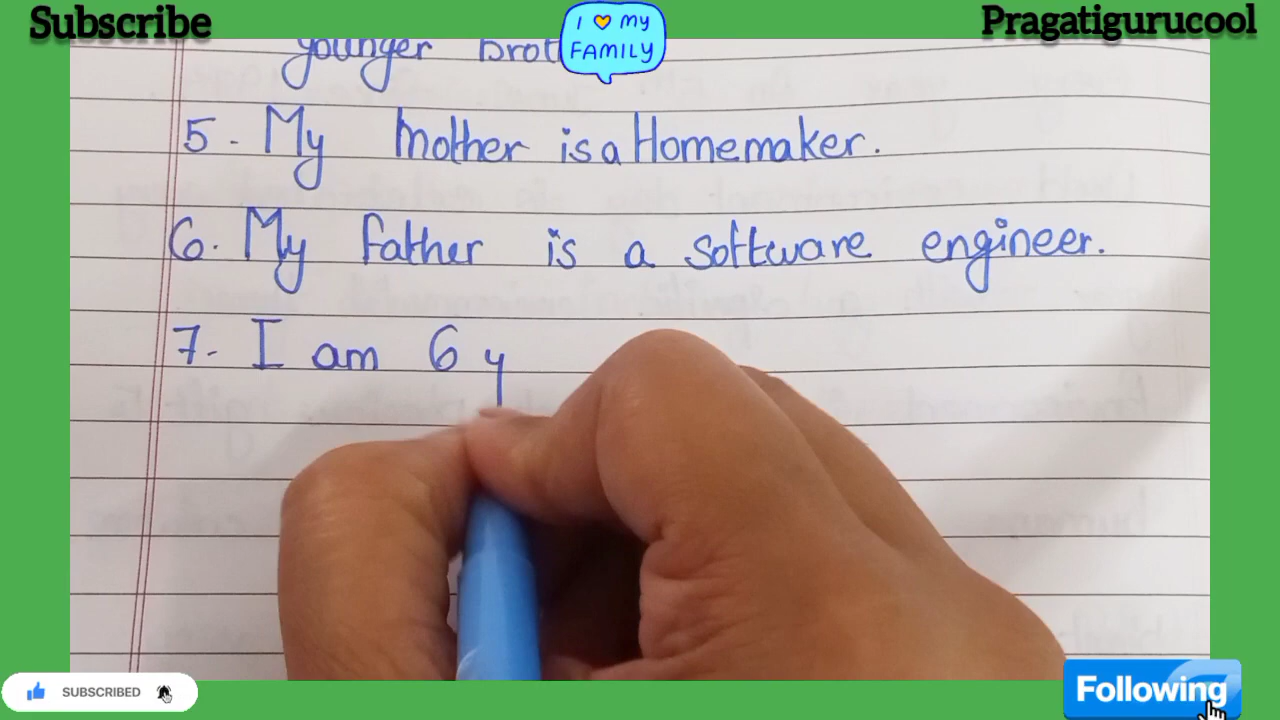 Subscribe
Pragatigurucool
I my
FAMILY
younger
5. My Mother is a Homemaker.
6. My father is a software engineer.
7. I am 6 y
SUBSCRIBED
Following